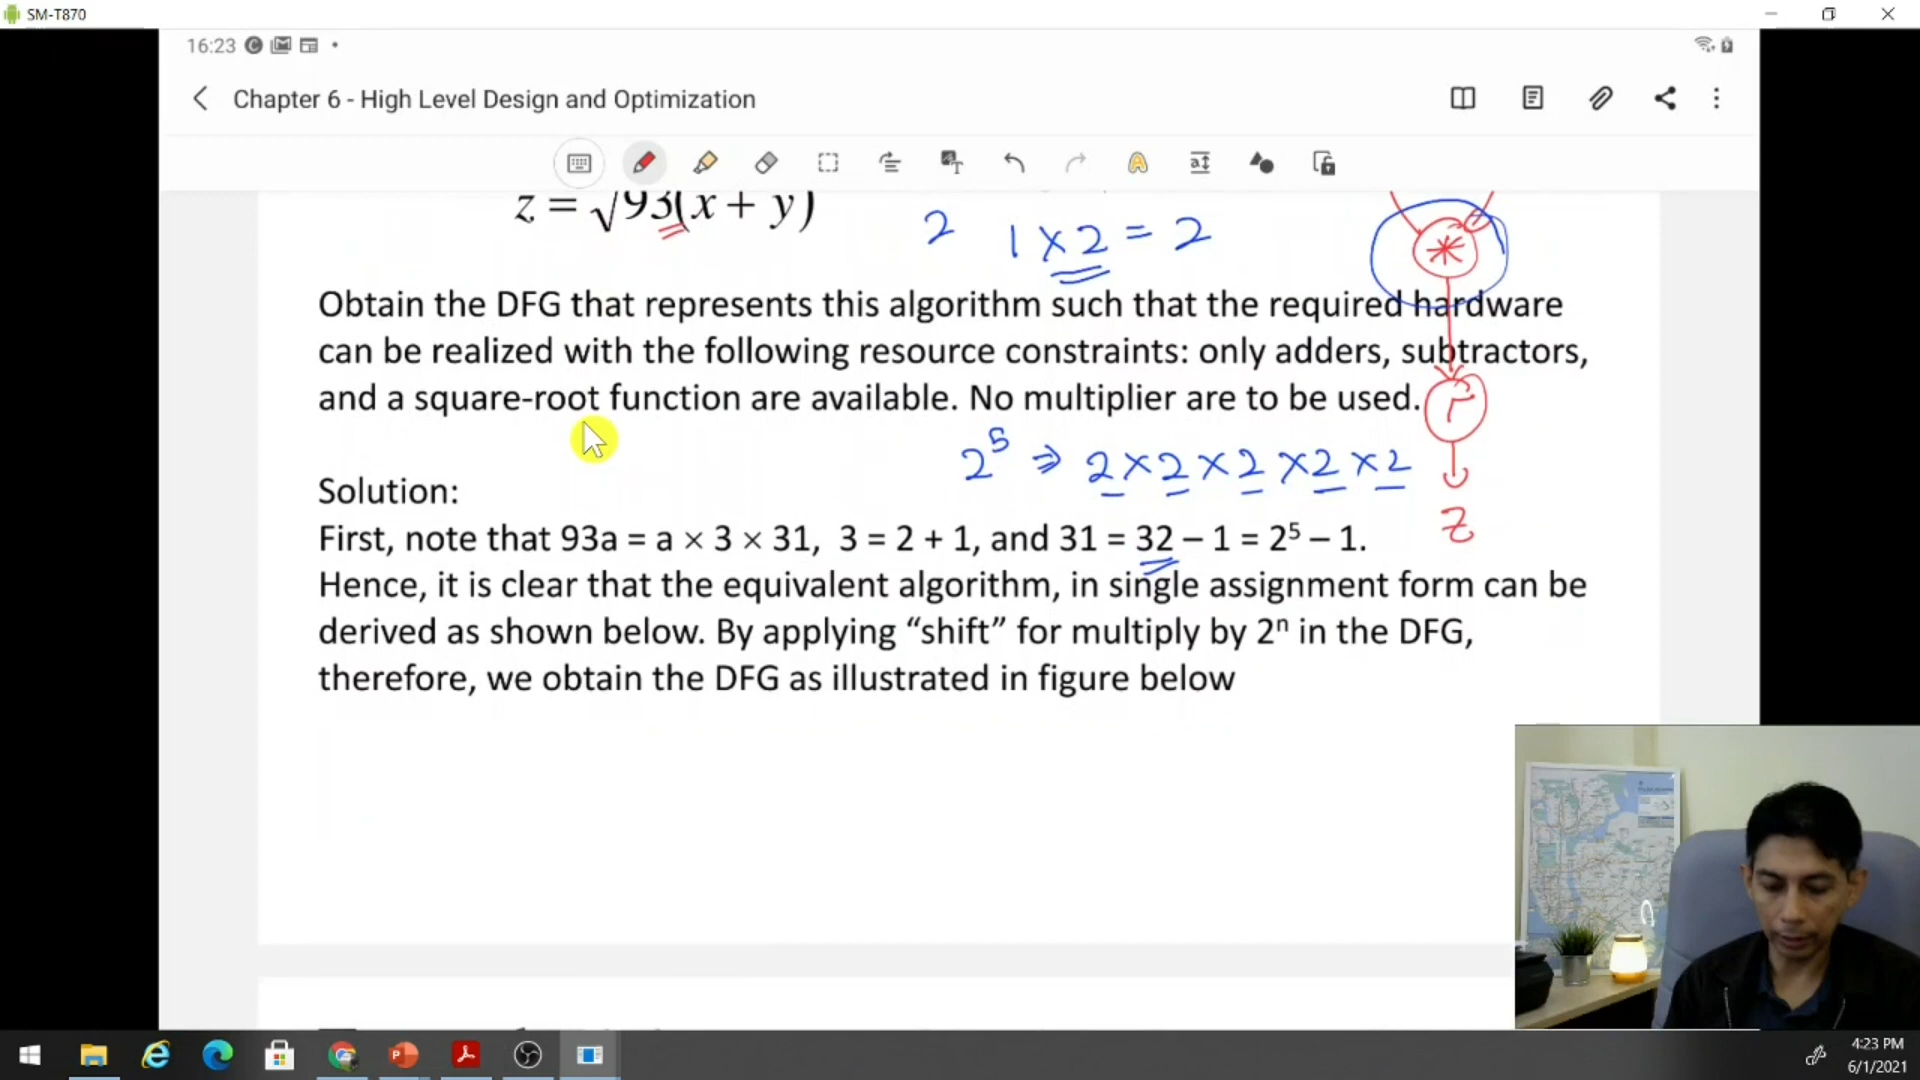 SM-T870
16:23
Chapter 6 - High Level Design and Optimization
z = √93(x + y)
2
1 × 2 = 2
*
Obtain the DFG that represents this algorithm such that the required hardware
can be realized with the following resource constraints: only adders, subtractors,
and a square-root function are available. No multiplier are to be used.
r
2⁵ ⇒ 2 × 2 × 2 × 2 × 2
Solution:
z
First, note that 93a = a × 3 × 31, 3 = 2 + 1, and 31 = 32 – 1 = 2⁵ – 1.
Hence, it is clear that the equivalent algorithm, in single assignment form can be
derived as shown below. By applying “shift” for multiply by 2ⁿ in the DFG,
therefore, we obtain the DFG as illustrated in figure below
4:23 PM
6/1/2021